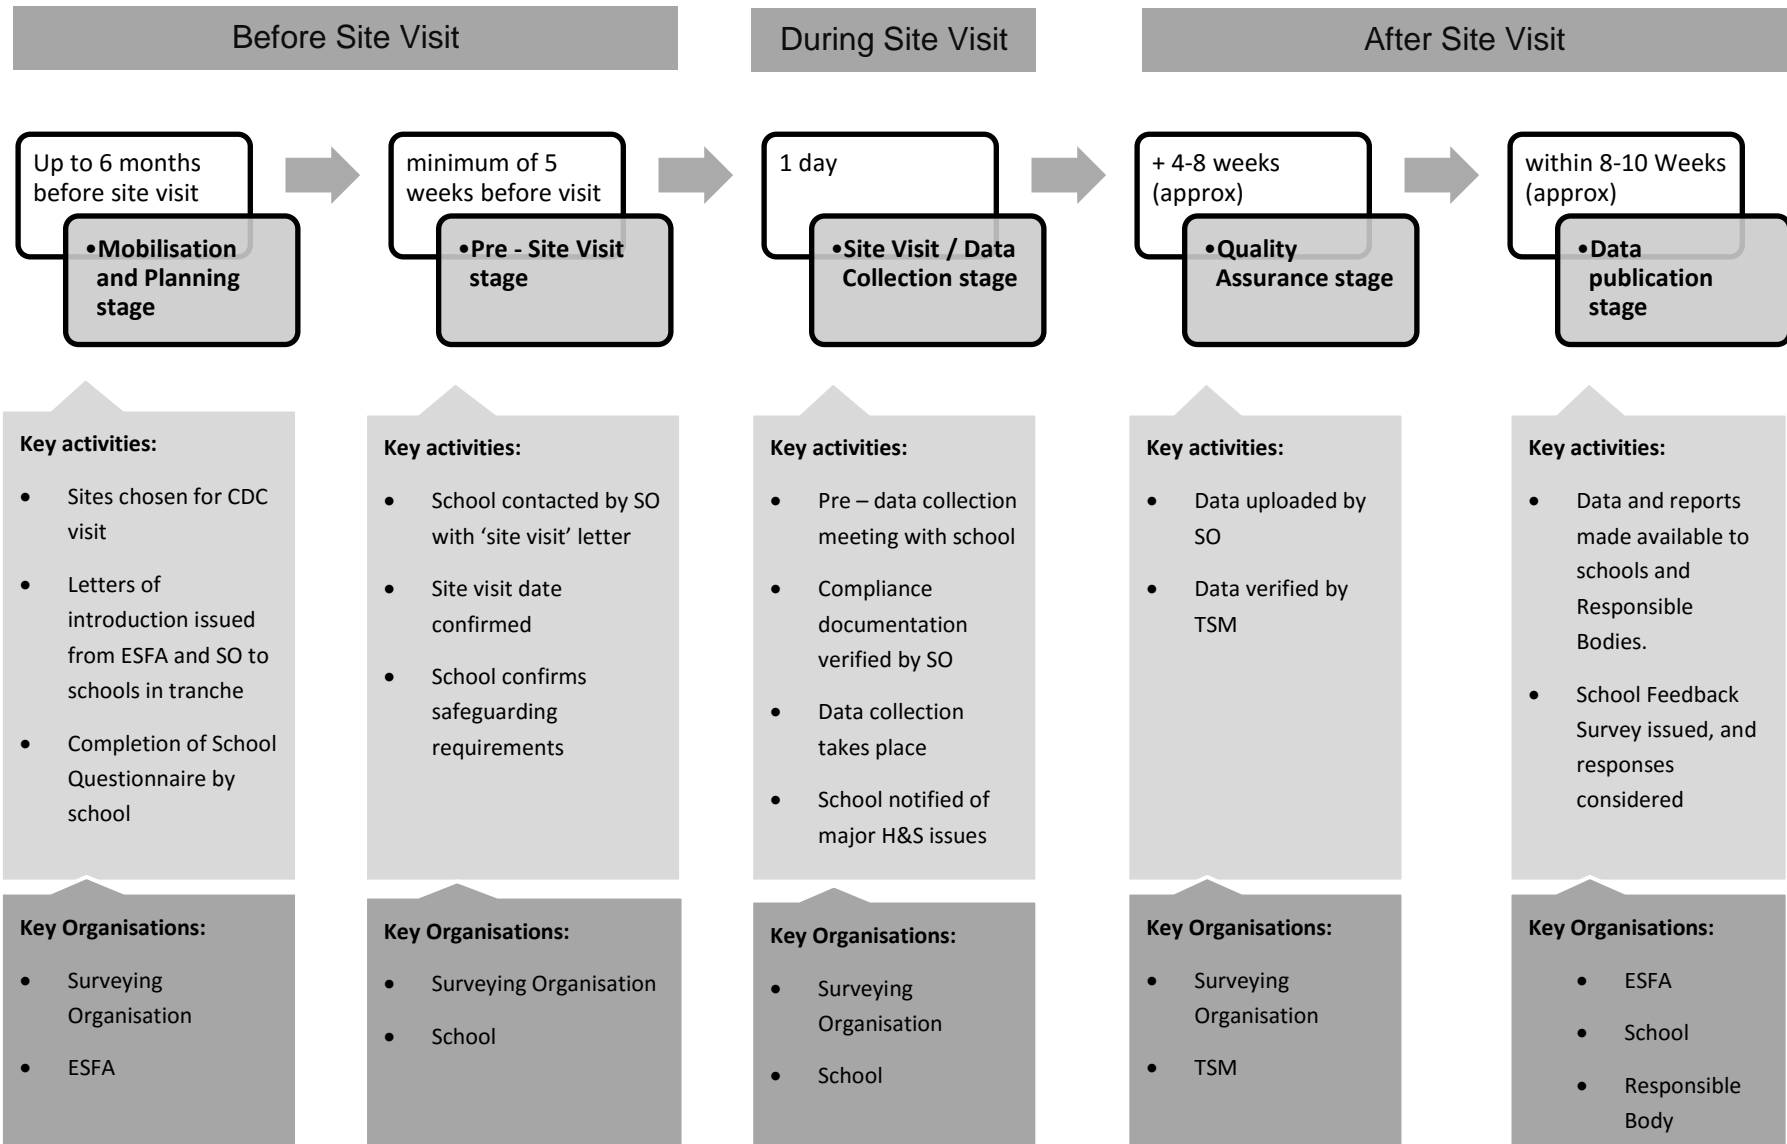 Before Site Visit
During Site Visit
After Site Visit
Up to 6 months
before site visit
•Mobilisation
and Planning
stage
minimum of 5
weeks before visit
•Pre - Site Visit
stage
1 day
•Site Visit / Data
Collection stage
+ 4-8 weeks
(approx)
•Quality
Assurance stage
within 8-10 Weeks
(approx)
•Data
publication
stage
Key activities:
• Sites chosen for CDC
visit
• Letters of
introduction issued
from ESFA and SO to
schools in tranche
• Completion of School
Questionnaire by
school
Key activities:
• School contacted by SO
with ‘site visit’ letter
• Site visit date
confirmed
• School confirms
safeguarding
requirements
Key activities:
• Pre – data collection
meeting with school
• Compliance
documentation
verified by SO
• Data collection
takes place
• School notified of
major H&S issues
Key activities:
• Data uploaded by
SO
• Data verified by
TSM
Key activities:
• Data and reports
made available to
schools and
Responsible
Bodies.
• School Feedback
Survey issued, and
responses
considered
Key Organisations:
• Surveying
Organisation
• ESFA
Key Organisations:
• Surveying Organisation
• School
Key Organisations:
• Surveying
Organisation
• School
Key Organisations:
• Surveying
Organisation
• TSM
Key Organisations:
• ESFA
• School
• Responsible
Body